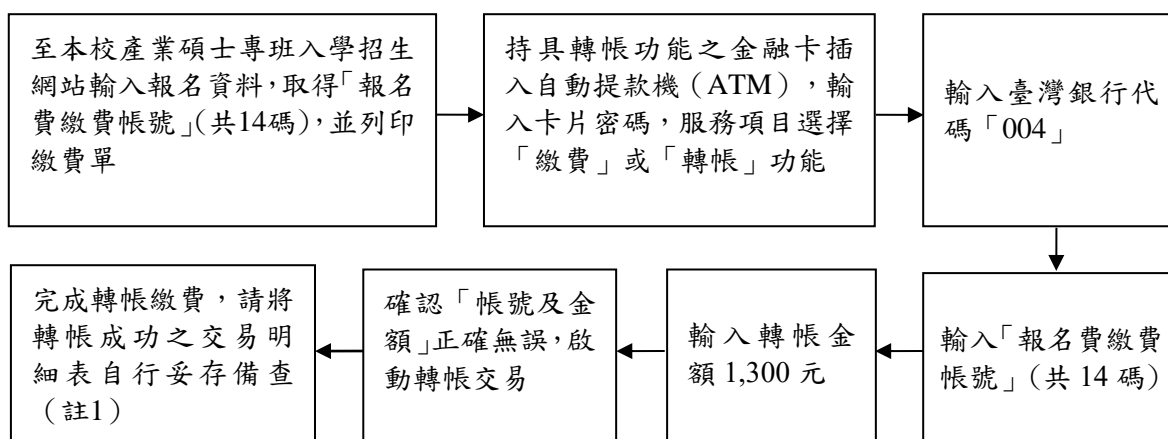 至本校產業碩士專班入學招生
網站輸入報名資料，取得「報名
費繳費帳號」(共14碼)，並列印
繳費單
持具轉帳功能之金融卡插
入自動提款機（ATM），輸
入卡片密碼，服務項目選擇
「繳費」或「轉帳」功能
輸入臺灣銀行代
碼「004」
輸入「報名費繳費
帳號」(共 14 碼)
輸入轉帳金
額 1,300 元
確認「帳號及金
額」正確無誤，啟
動轉帳交易
完成轉帳繳費，請將
轉帳成功之交易明
細表自行妥存備查
（註1）